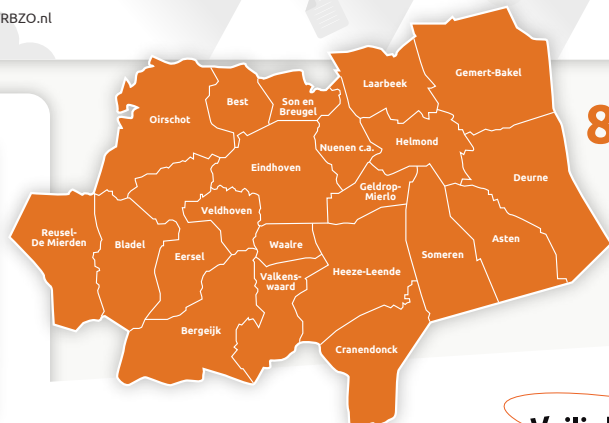 RBZO.nl
Gemert-Bakel
Laarbeek
Best
Son en
Breugel
Oirschot
8
Helmond
Nuenen c.a.
Eindhoven
Deurne
Geldrop-
Mierlo
Veldhoven
Reusel-
De Mierden
Bladel
Waalre
Asten
Eersel
Someren
Heeze-Leende
Valkens-
waard
Bergeijk
Cranendonck